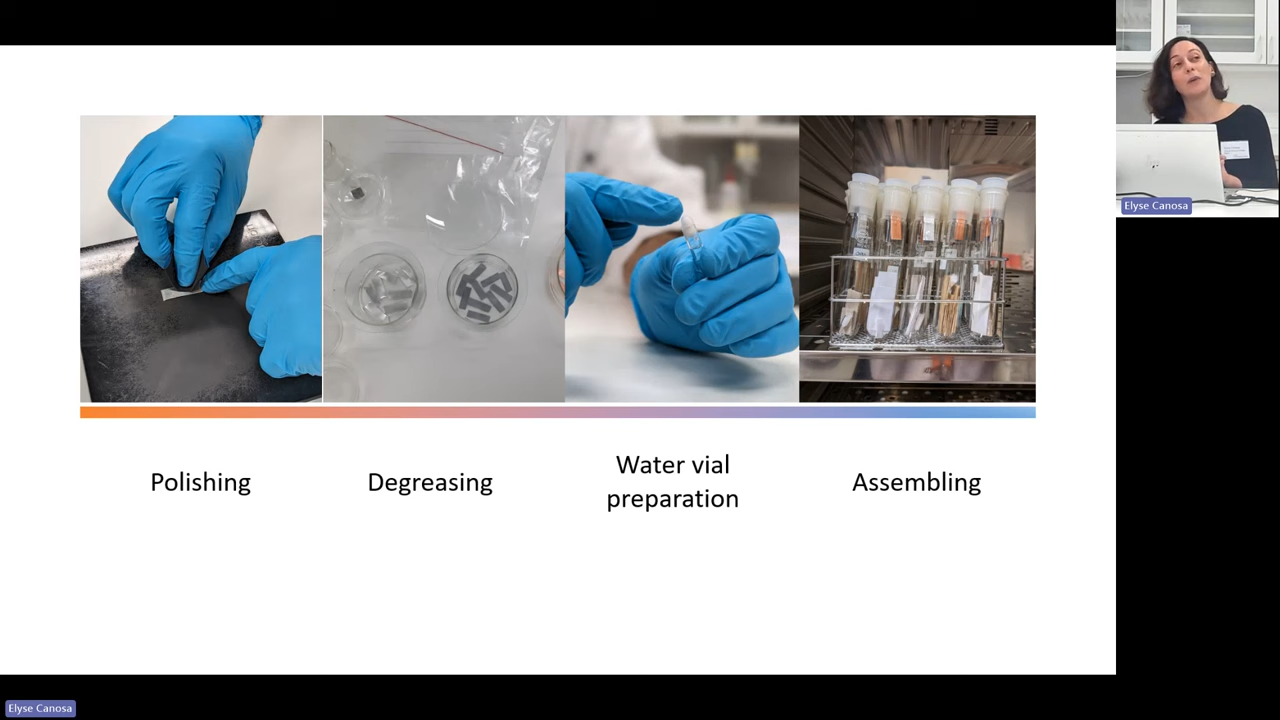 Elyse Canosa
Polishing
Degreasing
Water vial
preparation
Assembling
Elyse Canosa